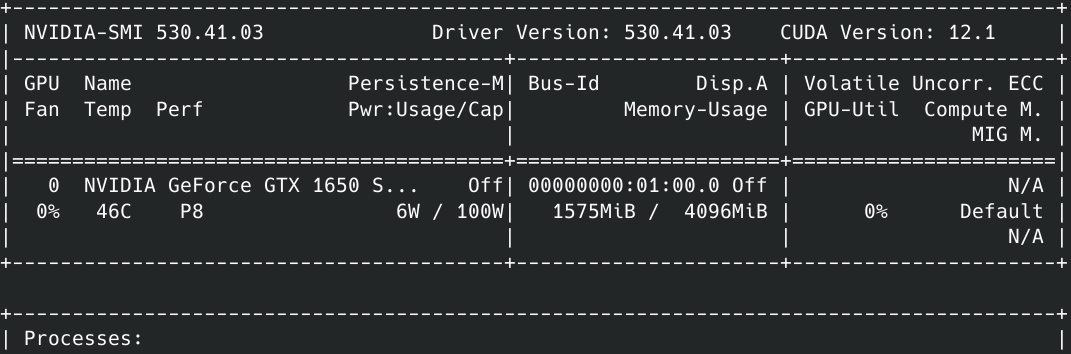 +-----------------------------------------------------------------------------+
| NVIDIA-SMI 530.41.03              Driver Version: 530.41.03    CUDA Version: 12.1     |
|-----------------------------------------+----------------------+----------------------+
| GPU  Name                  Persistence-M| Bus-Id        Disp.A | Volatile Uncorr. ECC |
| Fan  Temp  Perf            Pwr:Usage/Cap|         Memory-Usage | GPU-Util  Compute M. |
|                                         |                      |               MIG M. |
|=========================================+======================+======================|
|   0  NVIDIA GeForce GTX 1650 S...    Off| 00000000:01:00.0 Off |                  N/A |
|  0%   46C    P8                6W / 100W|   1575MiB /  4096MiB |      0%      Default |
|                                         |                      |                  N/A |
+-----------------------------------------+----------------------+----------------------+
+---------------------------------------------------------------------------------------+
| Processes:                                                                            |